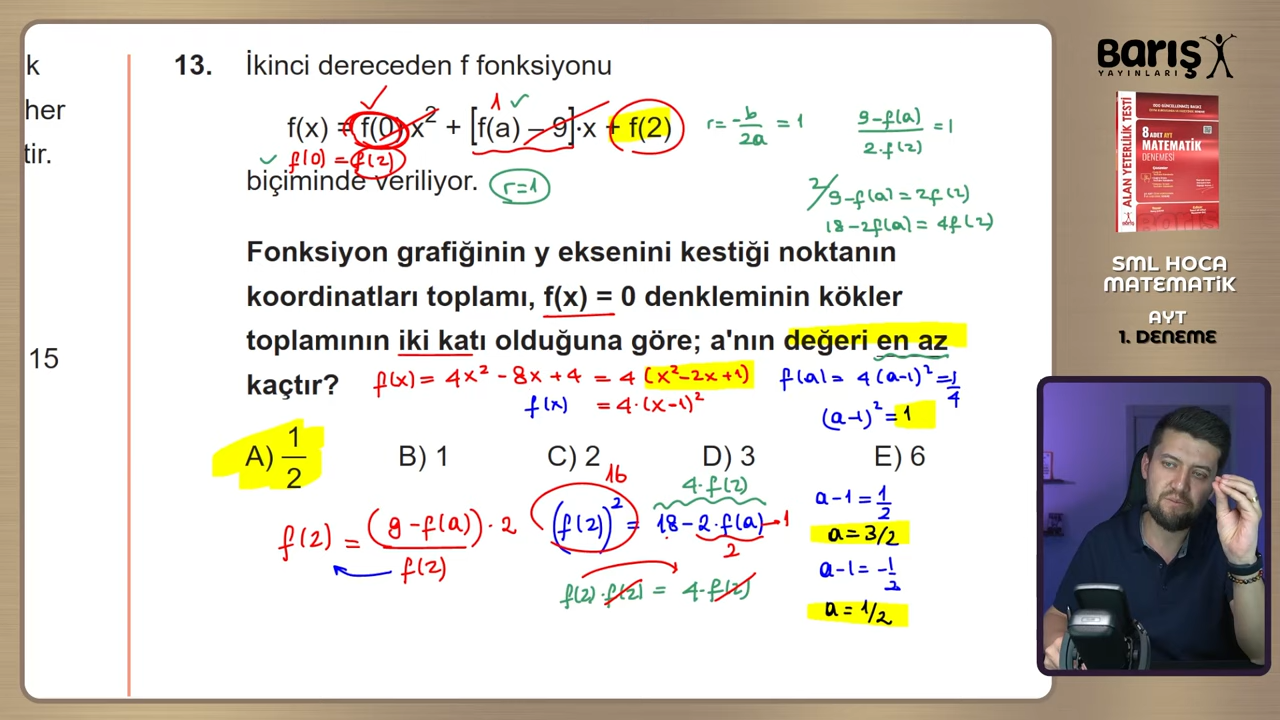 k
her
tir.
15
13. İkinci dereceden f fonksiyonu
1
f(x) = f(0)x² + [f(a) – 9]·x + f(2)
f(0) = f(2)
biçiminde veriliyor.
r=1
r = -b/2a = 1
9-f(a)/2·f(2) = 1
2/ 9-f(a) = 2f(2)
18-2f(a) = 4f(2)
Fonksiyon grafiğinin y eksenini kestiği noktanın
koordinatları toplamı, f(x) = 0 denkleminin kökler
toplamının iki katı olduğuna göre; a'nın değeri en az
kaçtır?
f(x) = 4x² - 8x + 4 = 4(x²-2x+1)
f(x) = 4·(x-1)²
f(a) = 4(a-1)² = 1/4
(a-1)² = 1
A) 1/2
B) 1
C) 2
D) 3
E) 6
f(2) = (9-f(a))·2/f(2)
16
(f(2))² = 18 - 2·f(a) → 1
4·f(2)
2
f(2)·f(2) = 4·f(2)
a-1 = 1/2
a = 3/2
a-1 = -1/2
a = 1/2
BARIŞ
YAYINLARI
ALAN YETERLİLİK TESTİ
8 ADET AYT
MATEMATİK
DENEMESİ
BARIŞ
SML HOCA
MATEMATİK
AYT
1. DENEME